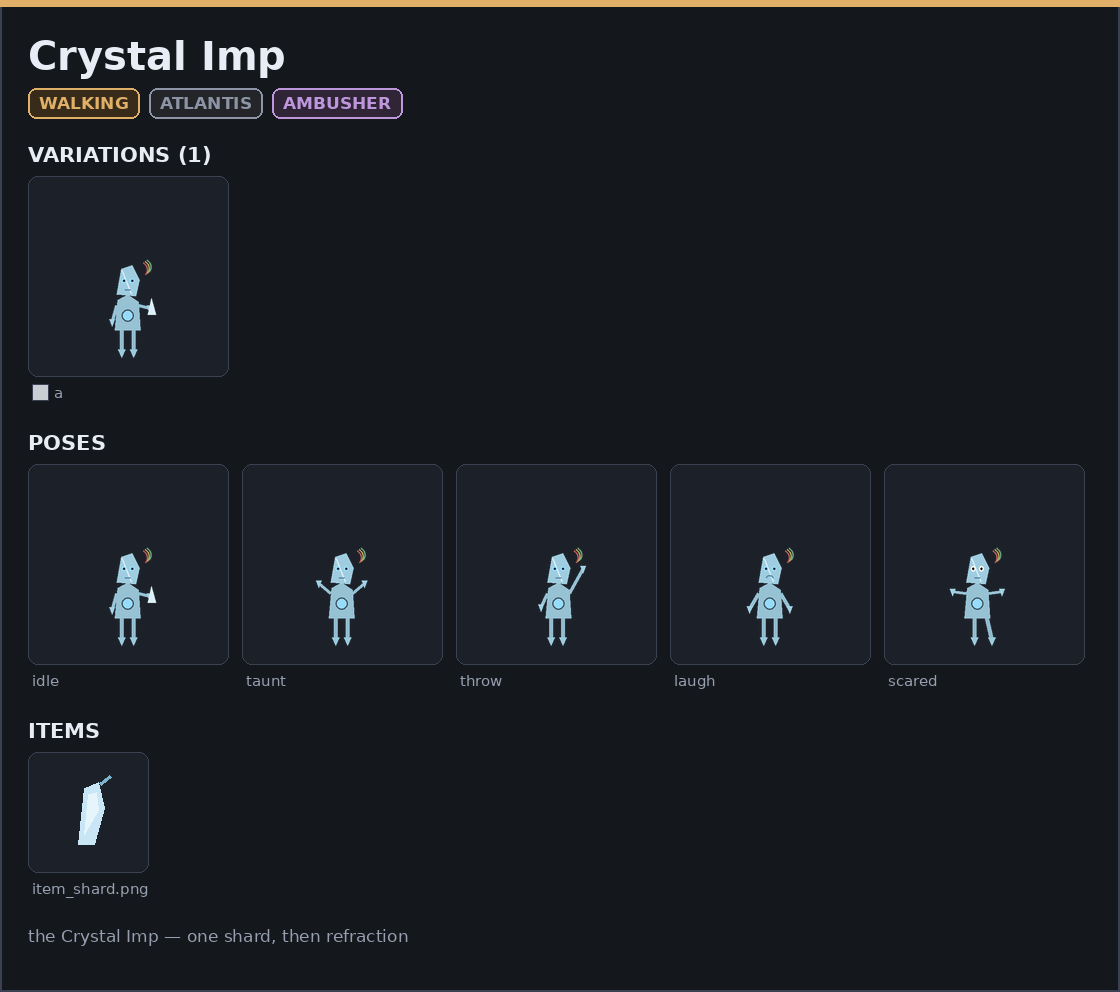 Crystal Imp
WALKING ATLANTIS AMBUSHER
VARIATIONS (1)
a
POSES
idle taunt throw laugh scared
ITEMS
item_shard.png
the Crystal Imp — one shard, then refraction